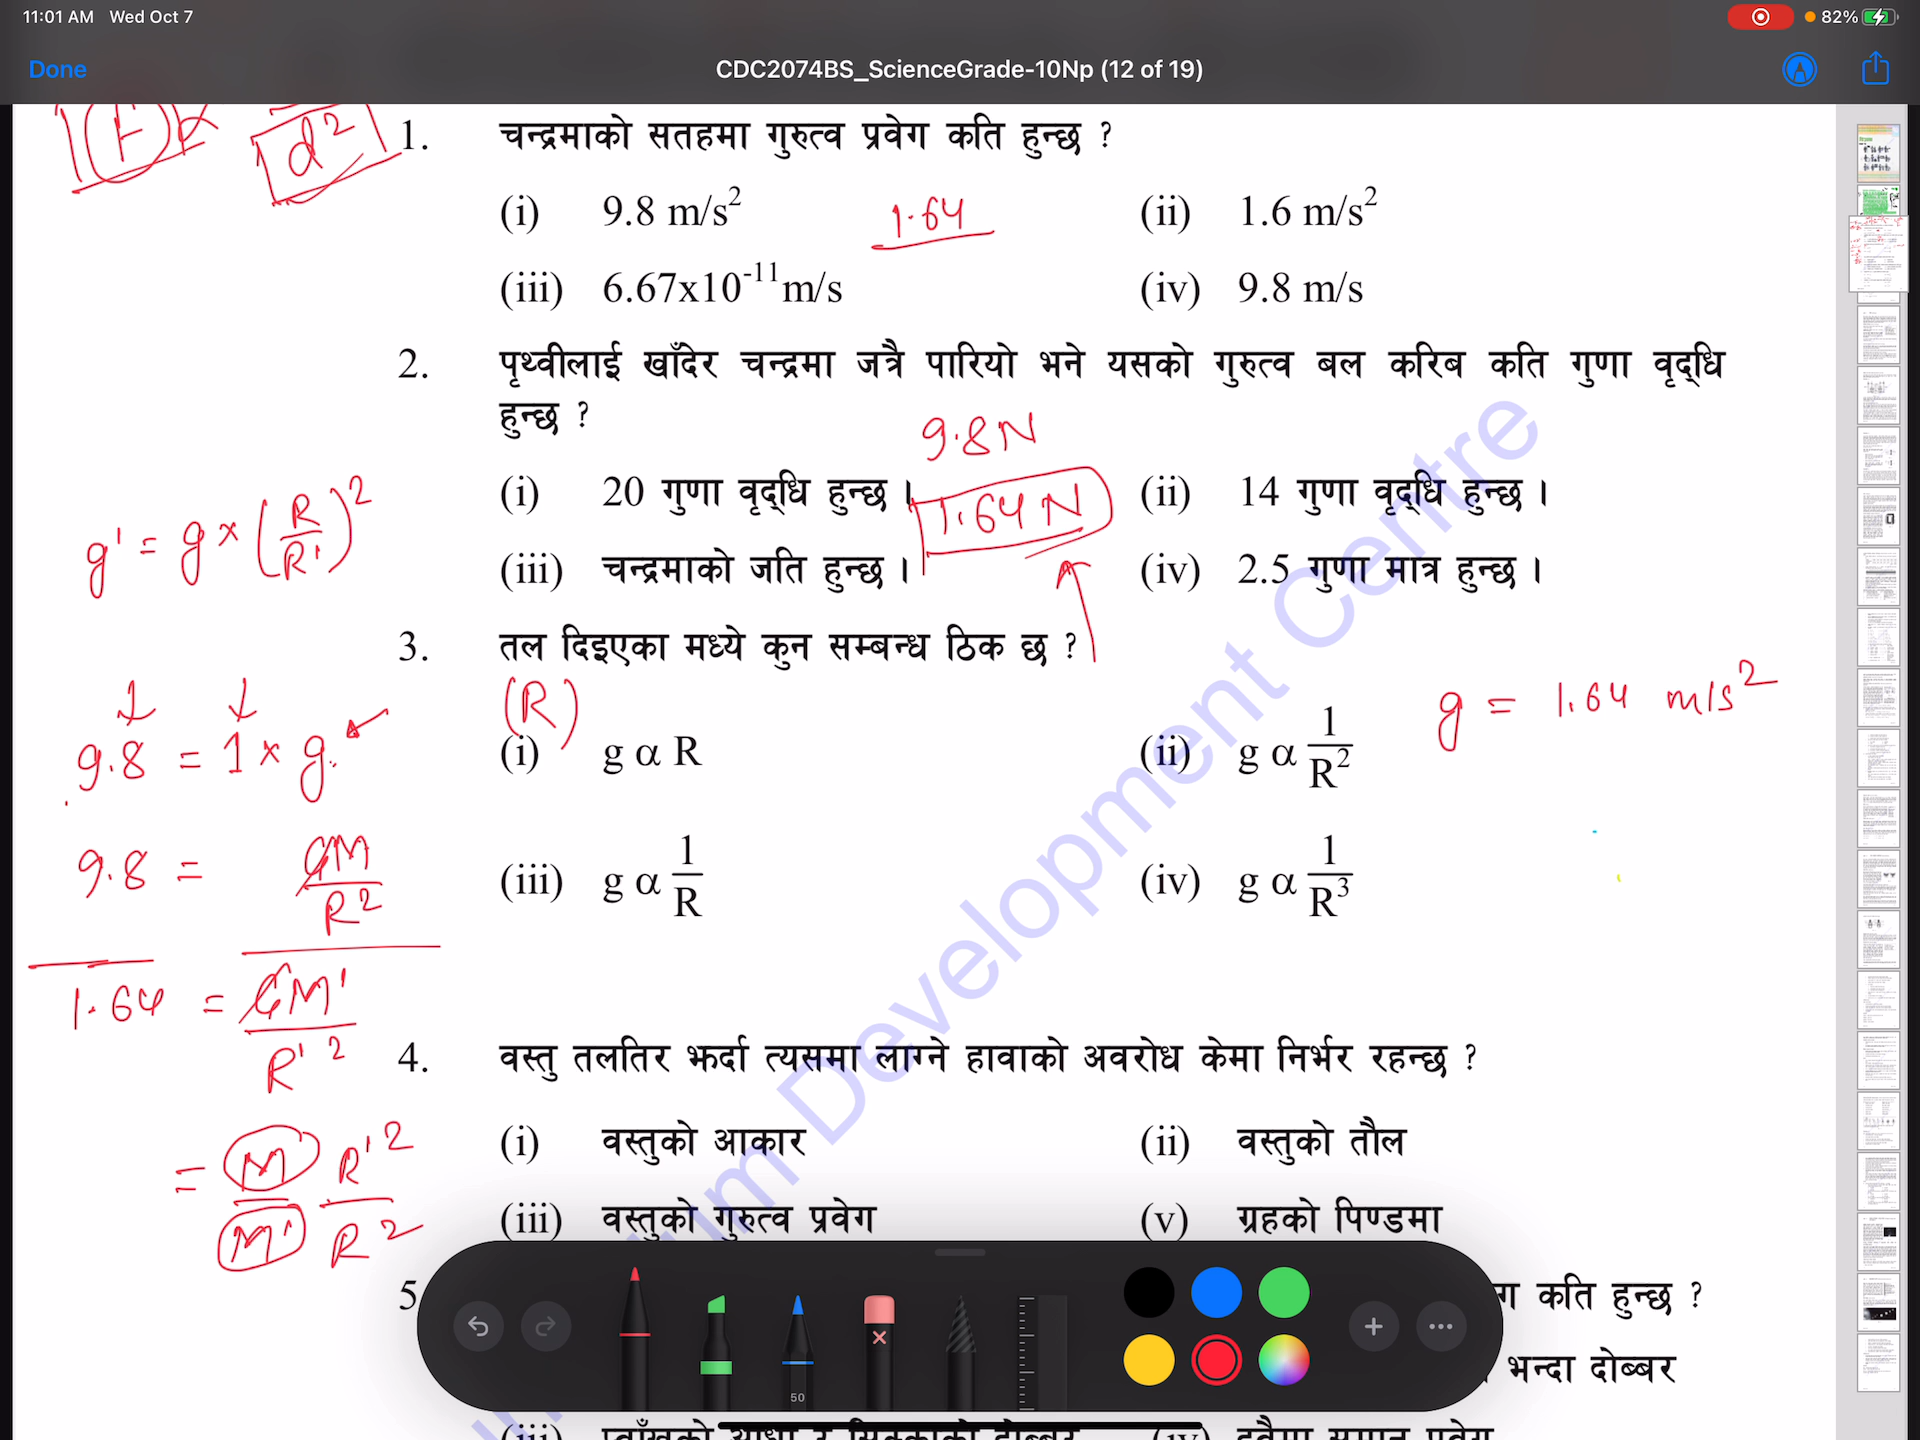 11:01 AM Wed Oct 7
82%
Done
CDC2074BS_ScienceGrade-10Np (12 of 19)
(F) α
d²
1. चन्द्रमाको सतहमा गुरुत्व प्रवेग कति हुन्छ ?
(i) 9.8 m/s²
1.64
(ii) 1.6 m/s²
(iii) 6.67x10⁻¹¹m/s
(iv) 9.8 m/s
2. पृथ्वीलाई खाँदेर चन्द्रमा जत्रै पारियो भने यसको गुरुत्व बल करिब कति गुणा वृद्धि
हुन्छ ?
9.8 N
(i) 20 गुणा वृद्धि हुन्छ ।
1.64 N
(ii) 14 गुणा वृद्धि हुन्छ ।
g' = g × (R/R')²
(iii) चन्द्रमाको जति हुन्छ ।
(iv) 2.5 गुणा मात्र हुन्छ ।
3. तल दिइएका मध्ये कुन सम्बन्ध ठिक छ ?
(R)
g = 1.64 m/s²
9.8 = 1 × g
(i) g α R
(ii) g α 1/R²
9.8 = GM/R²
(iii) g α 1/R
(iv) g α 1/R³
1.64 = GM'/R'²
4. वस्तु तलतिर झर्दा त्यसमा लाग्ने हावाको अवरोध केमा निर्भर रहन्छ ?
= M/M' R'²/R²
(i) वस्तुको आकार
(ii) वस्तुको तौल
(iii) वस्तुको गुरुत्व प्रवेग
(v) ग्रहको पिण्डमा
5
कति हुन्छ ?
भन्दा दोब्बर
50
Development Centre